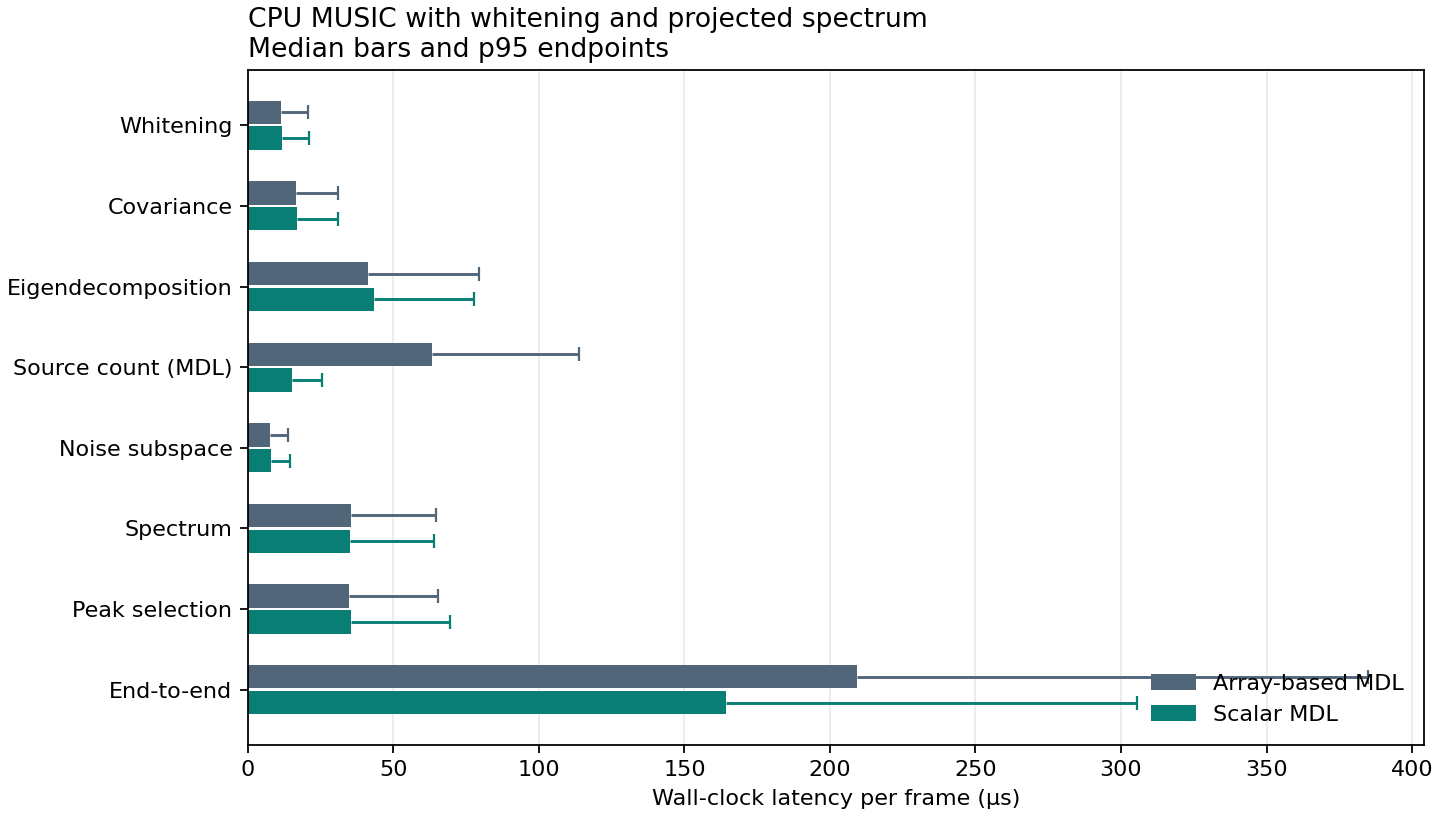 CPU MUSIC with whitening and projected spectrum
Median bars and p95 endpoints
Whitening
Covariance
Eigendecomposition
Source count (MDL)
Noise subspace
Spectrum
Peak selection
End-to-end
Array-based MDL
Scalar MDL
0 50 100 150 200 250 300 350 400
Wall-clock latency per frame (µs)